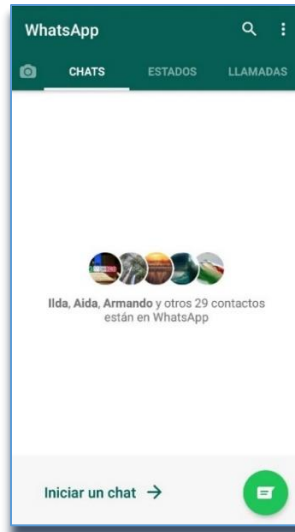 WhatsApp
CHATS ESTADOS LLAMADAS
Ilda, Aida, Armando y otros 29 contactos
están en WhatsApp
Iniciar un chat →